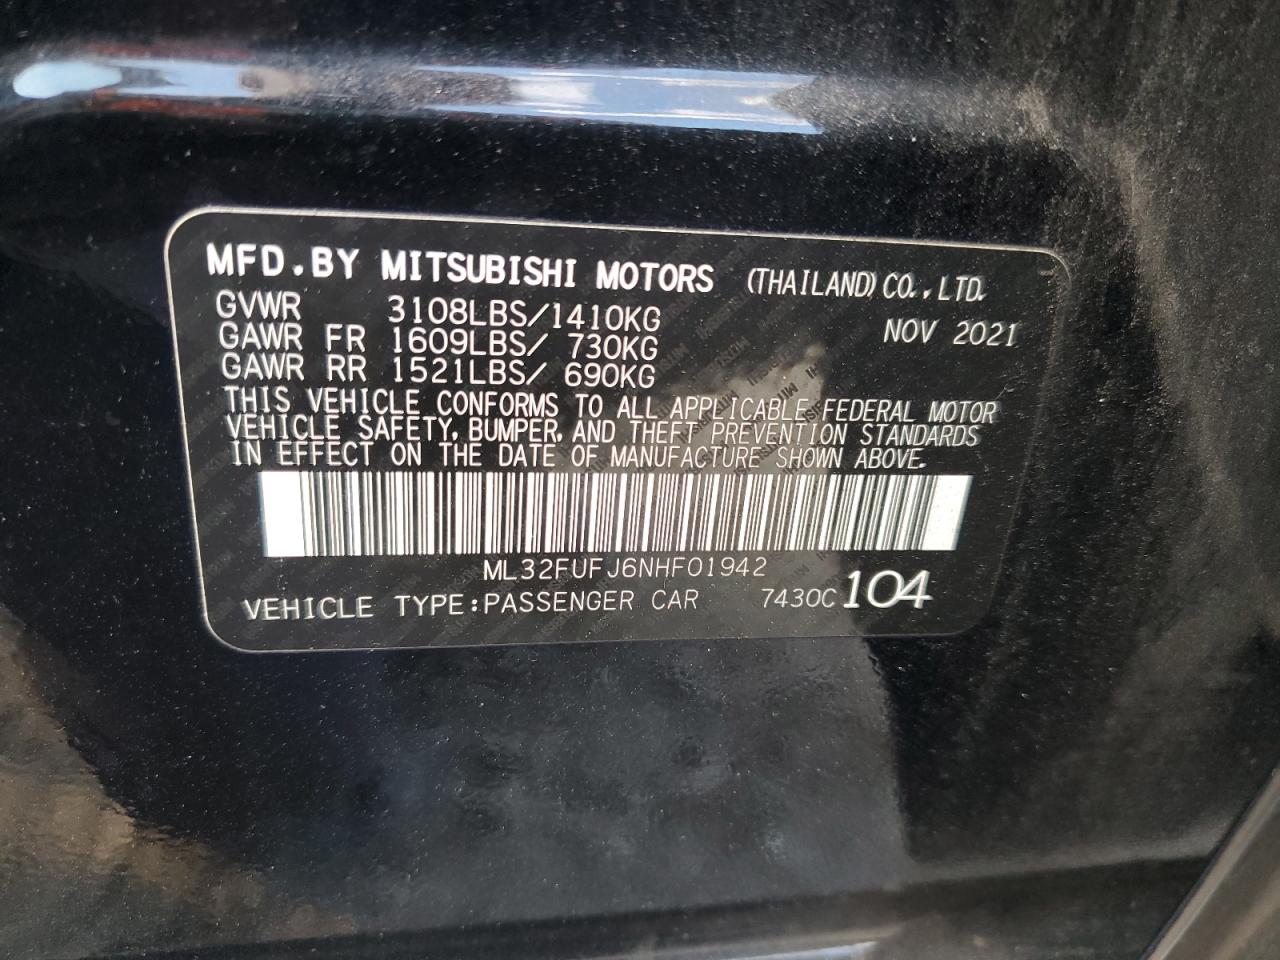 MFD.BY MITSUBISHI MOTORS (THAILAND) CO.,LTD.
GVWR 3108LBS/1410KG NOV 2021
GAWR FR 1609LBS/ 730KG
GAWR RR 1521LBS/ 690KG
THIS VEHICLE CONFORMS TO ALL APPLICABLE FEDERAL MOTOR
VEHICLE SAFETY, BUMPER, AND THEFT PREVENTION STANDARDS
IN EFFECT ON THE DATE OF MANUFACTURE SHOWN ABOVE.
ML32FUFJ6NHF01942
VEHICLE TYPE:PASSENGER CAR 7430C 104